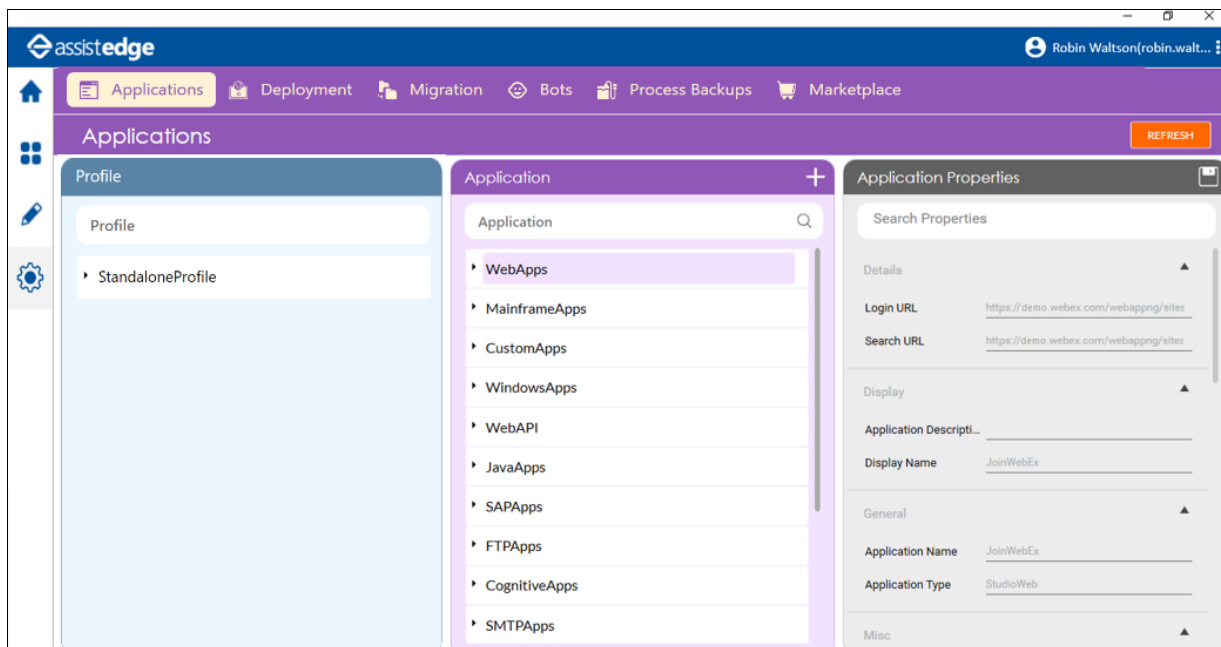 assistedge
Robin Waltson(robin.walt...
Applications
Deployment
Migration
Bots
Process Backups
Marketplace
Applications
REFRESH
Profile
Profile
StandaloneProfile
Application
Application
WebApps
MainframeApps
CustomApps
WindowsApps
WebAPI
JavaApps
SAPApps
FTPApps
CognitiveApps
SMTPApps
Application Properties
Search Properties
Details
Login URL https://demo.webex.com/webappng/sites
Search URL https://demo.webex.com/webappng/sites
Display
Application Descripti...
Display Name JoinWebEx
General
Application Name JoinWebEx
Application Type StudioWeb
Misc